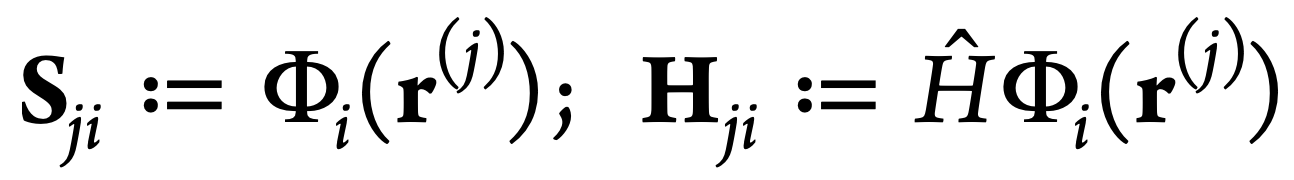 𝐒_{ji} := Φ_i(𝐫^{(j)}); 𝐇_{ji} := ĤΦ_i(𝐫^{(j)})